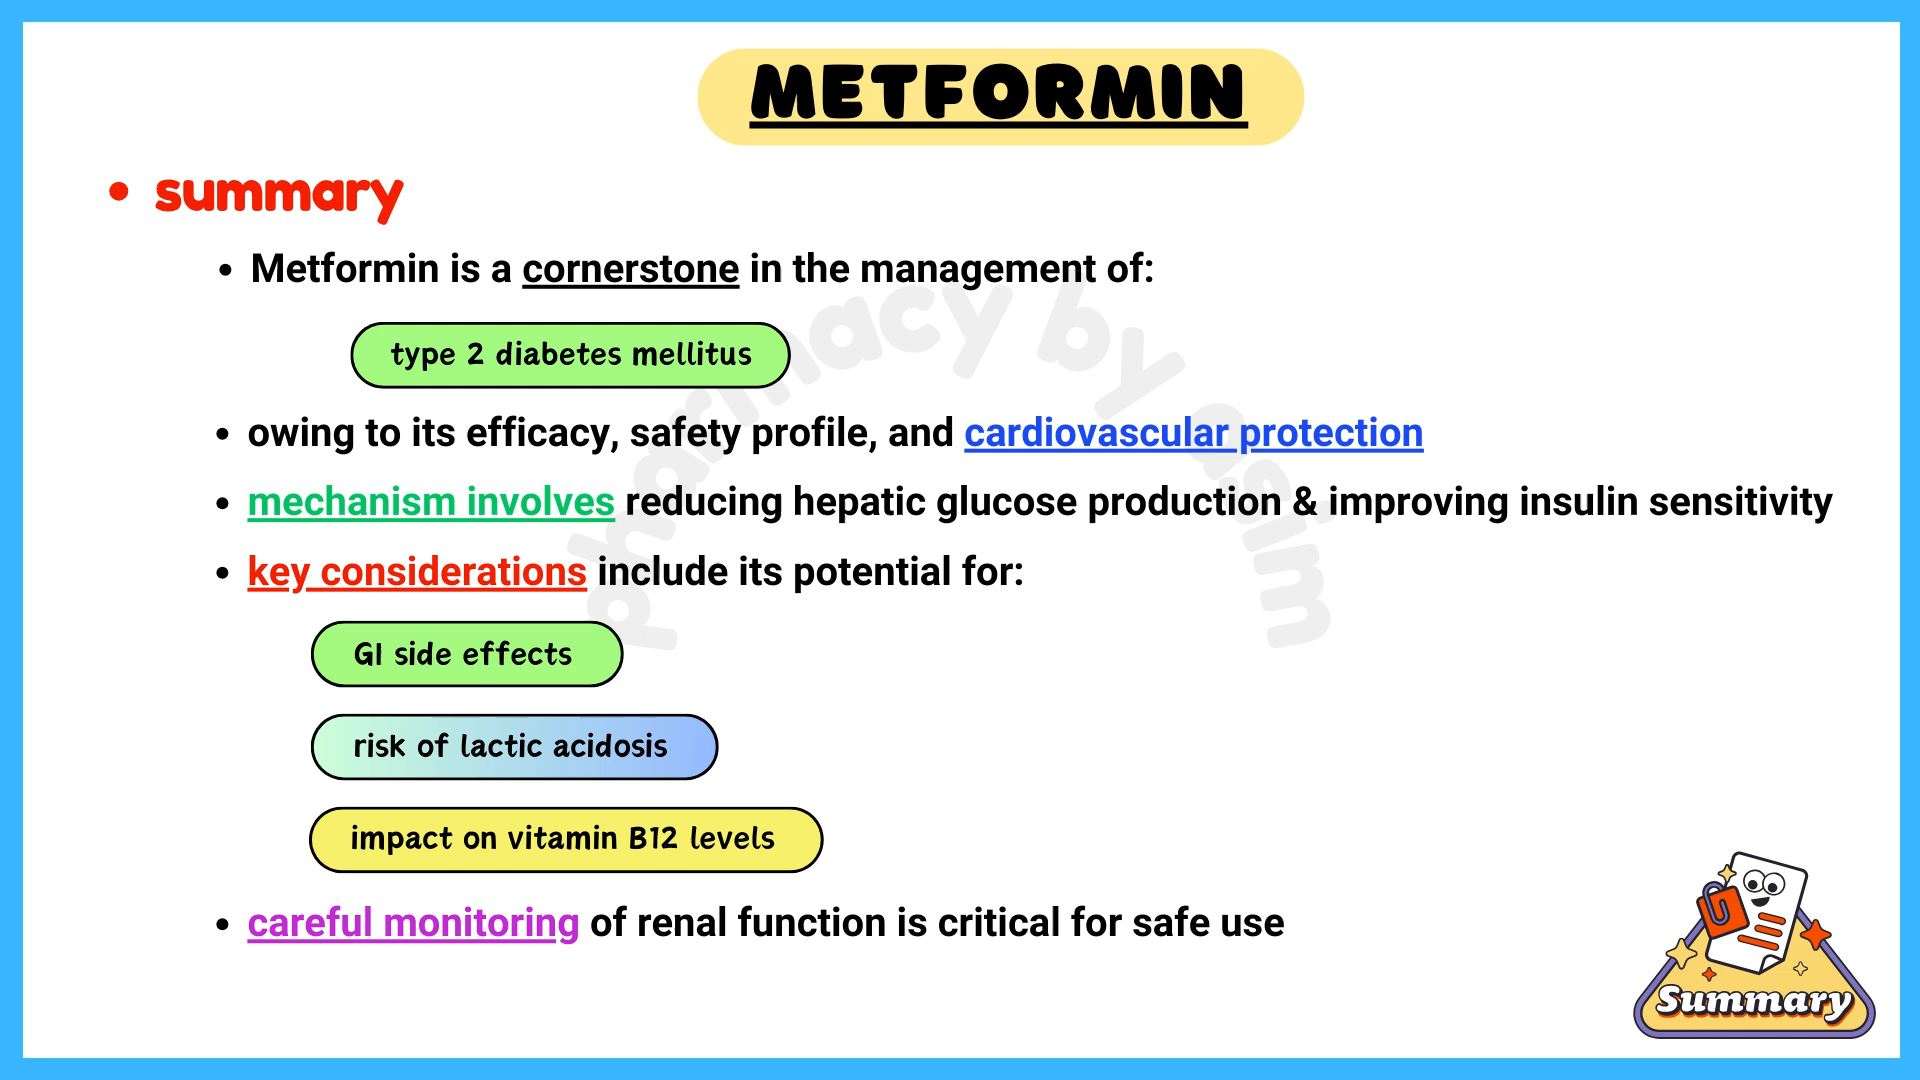 METFORMIN
• summary
• Metformin is a cornerstone in the management of:
type 2 diabetes mellitus
• owing to its efficacy, safety profile, and cardiovascular protection
• mechanism involves reducing hepatic glucose production & improving insulin sensitivity
• key considerations include its potential for:
GI side effects
risk of lactic acidosis
impact on vitamin B12 levels
• careful monitoring of renal function is critical for safe use
pharmacy by asim
Summary